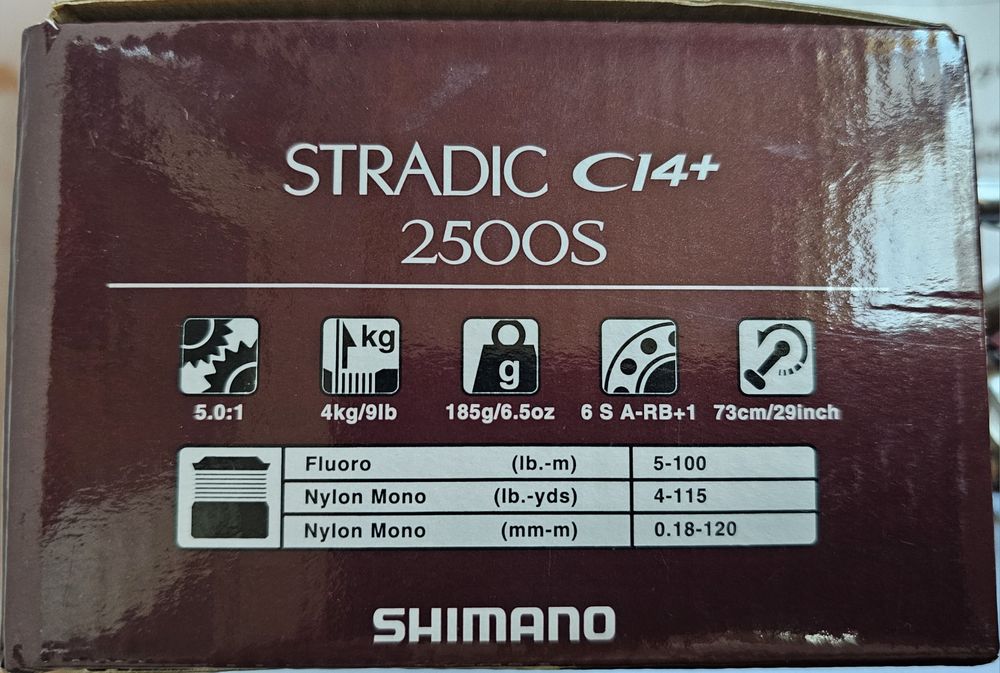 STRADIC CI4+
2500S
kg
g
5.0:1 4kg/9lb 185g/6.5oz 6 S A-RB+1 73cm/29inch
Fluoro (lb.-m) 5-100
Nylon Mono (lb.-yds) 4-115
Nylon Mono (mm-m) 0.18-120
SHIMANO